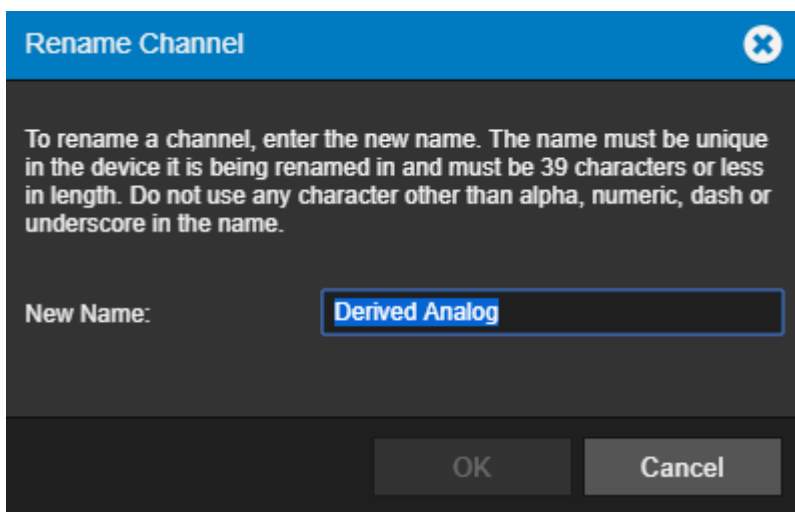 Rename Channel
To rename a channel, enter the new name. The name must be unique
in the device it is being renamed in and must be 39 characters or less
in length. Do not use any character other than alpha, numeric, dash or
underscore in the name.
New Name:
Derived Analog
OK
Cancel